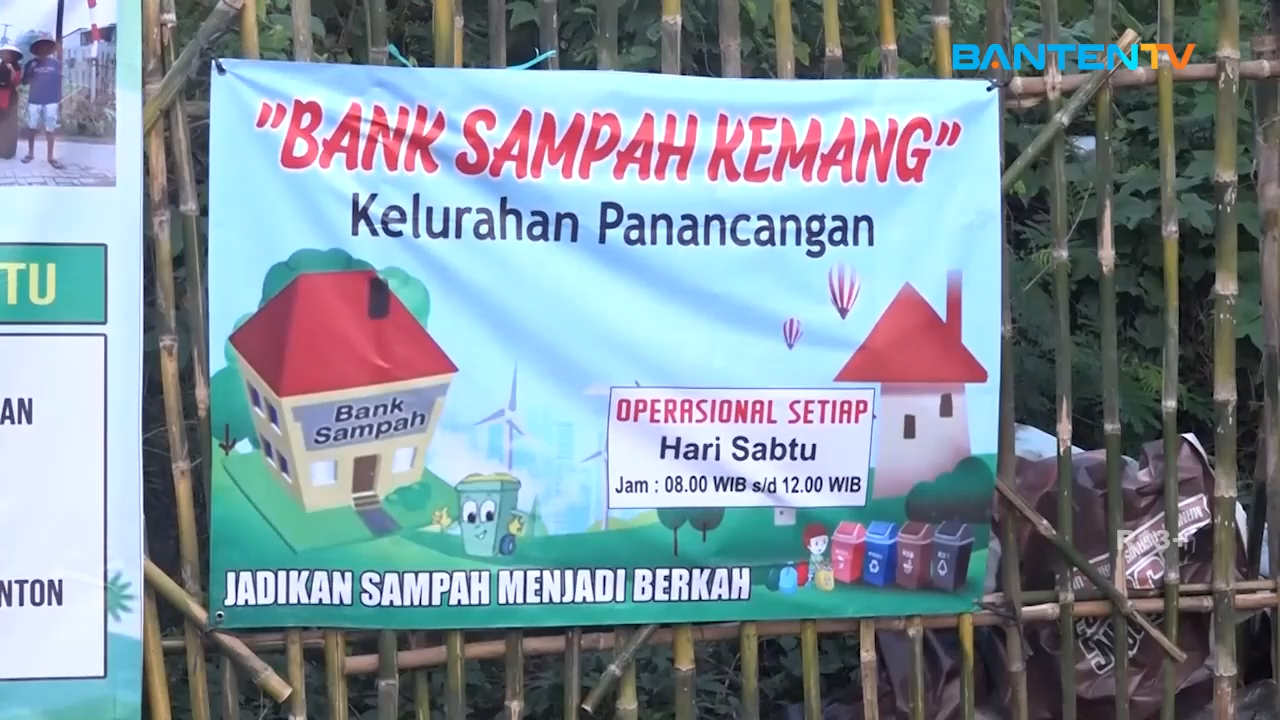 BANTENTV
"BANK SAMPAH KEMANG"
Kelurahan Panancangan
TU
AN
NTON
Bank
Sampah
OPERASIONAL SETIAP
Hari Sabtu
Jam : 08.00 WIB s/d 12.00 WIB
JADIKAN SAMPAH MENJADI BERKAH